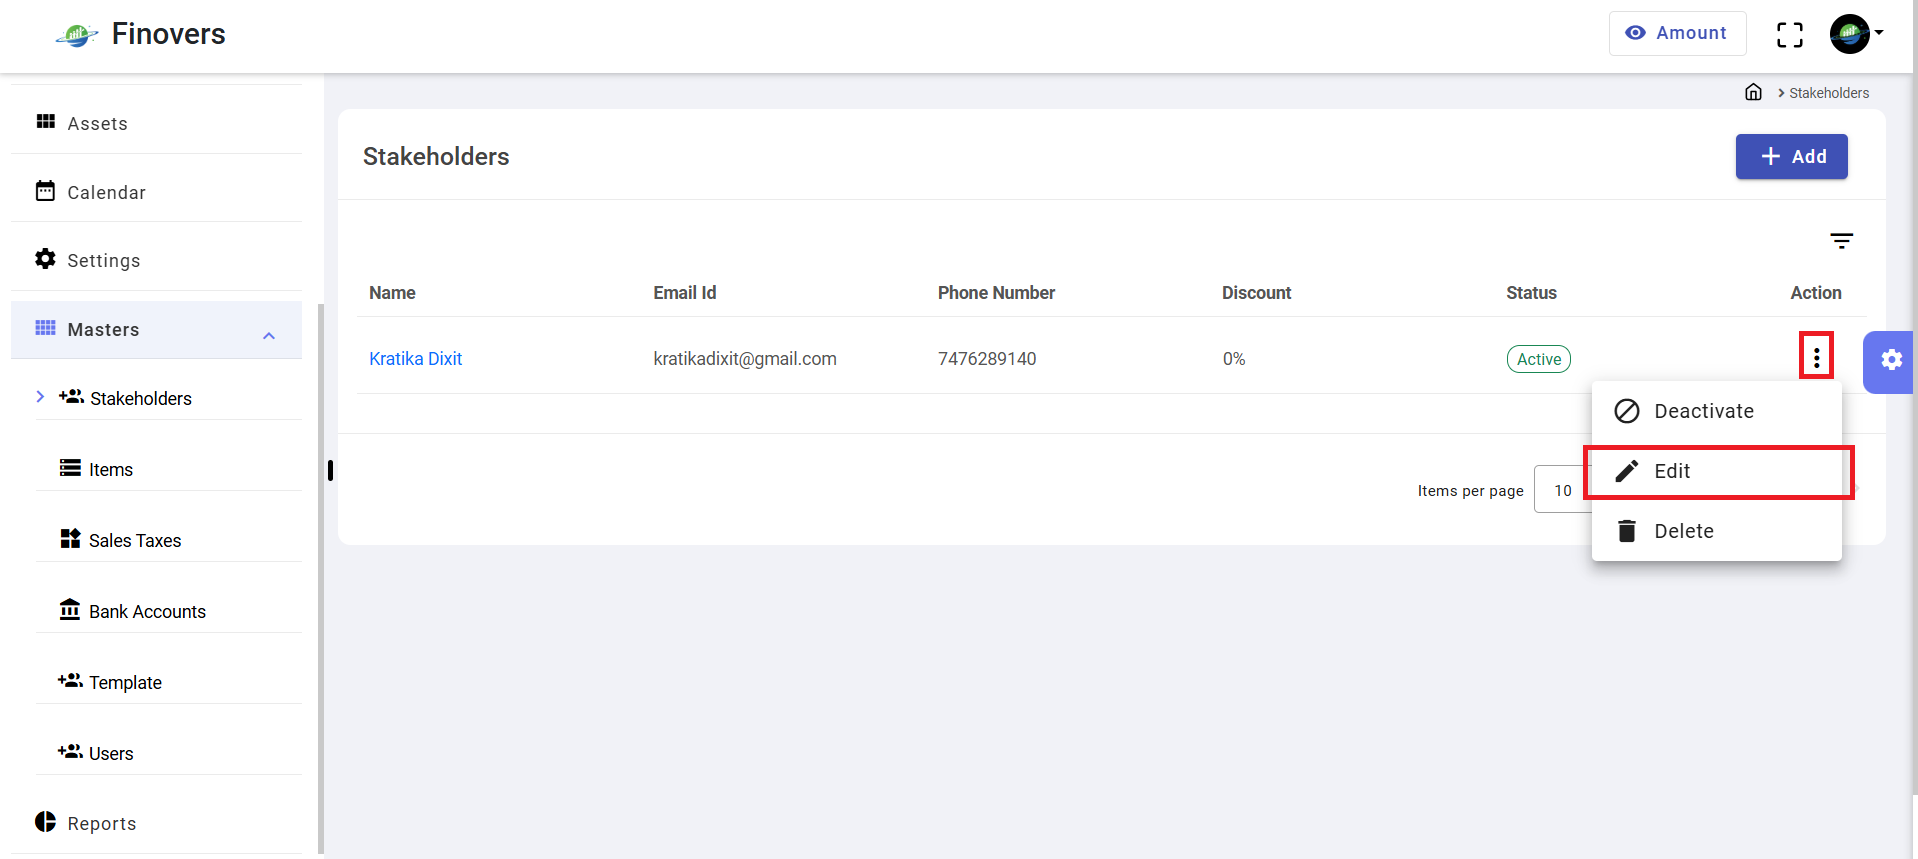 Finovers
Amount
Stakeholders
Assets
Calendar
Settings
Masters
Stakeholders
Items
Sales Taxes
Bank Accounts
Template
Users
Reports
Stakeholders
Add
Name Email Id Phone Number Discount Status Action
Kratika Dixit kratikadixit@gmail.com 7476289140 0% Active
Deactivate
Edit
Delete
Items per page 10